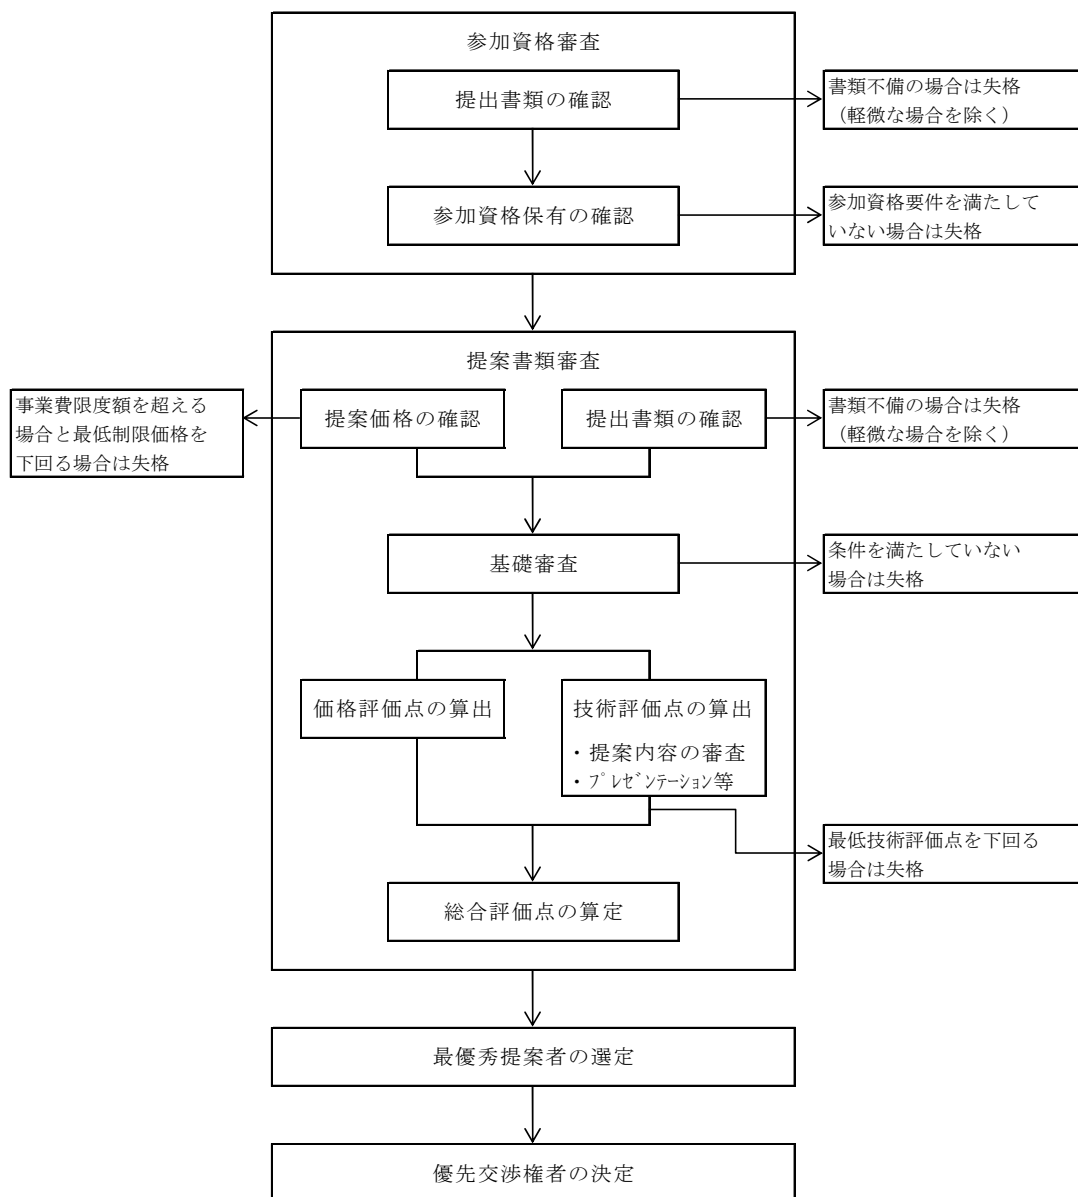 参加資格審査
提出書類の確認
書類不備の場合は失格
（軽微な場合を除く）
参加資格保有の確認
参加資格要件を満たして
いない場合は失格
提案書類審査
事業費限度額を超える
場合と最低制限価格を
下回る場合は失格
提案価格の確認
提出書類の確認
書類不備の場合は失格
（軽微な場合を除く）
基礎審査
条件を満たしていない
場合は失格
価格評価点の算出
技術評価点の算出
・提案内容の審査
・ﾌﾟﾚｾﾞﾝﾃｰｼｮﾝ等
最低技術評価点を下回る
場合は失格
総合評価点の算定
最優秀提案者の選定
優先交渉権者の決定